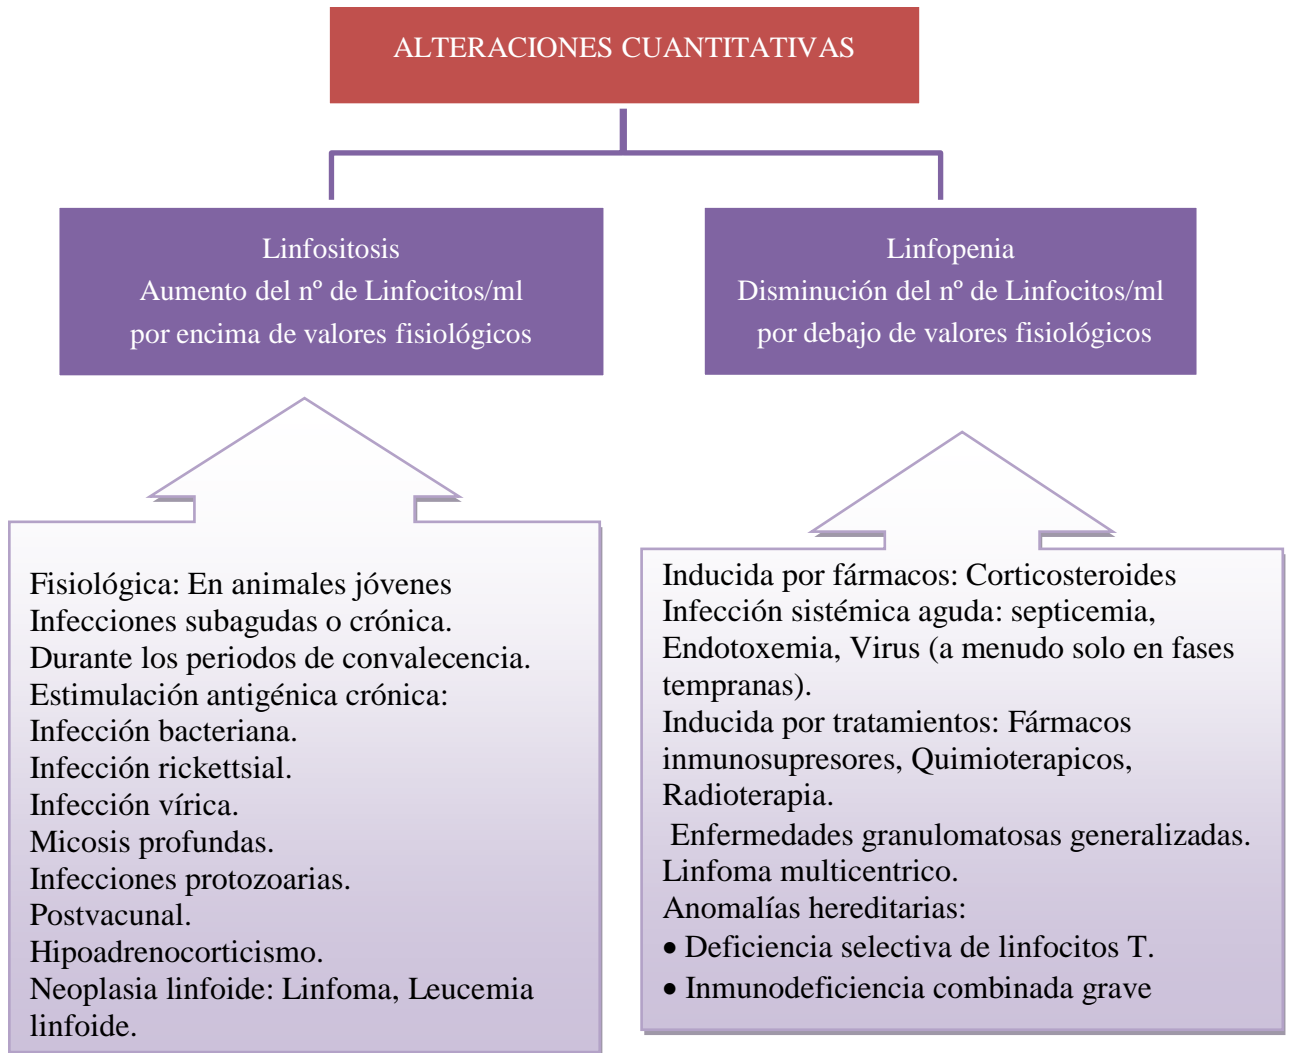 ALTERACIONES CUANTITATIVAS
Linfositosis
Aumento del nº de Linfocitos/ml
por encima de valores fisiológicos
Linfopenia
Disminución del nº de Linfocitos/ml
por debajo de valores fisiológicos
Fisiológica: En animales jóvenes
Infecciones subagudas o crónica.
Durante los periodos de convalecencia.
Estimulación antigénica crónica:
Infección bacteriana.
Infección rickettsial.
Infección vírica.
Micosis profundas.
Infecciones protozoarias.
Postvacunal.
Hipoadrenocorticismo.
Neoplasia linfoide: Linfoma, Leucemia
linfoide.
Inducida por fármacos: Corticosteroides
Infección sistémica aguda: septicemia,
Endotoxemia, Virus (a menudo solo en fases
tempranas).
Inducida por tratamientos: Fármacos
inmunosupresores, Quimioterapicos,
Radioterapia.
Enfermedades granulomatosas generalizadas.
Linfoma multicentrico.
Anomalías hereditarias:
• Deficiencia selectiva de linfocitos T.
• Inmunodeficiencia combinada grave